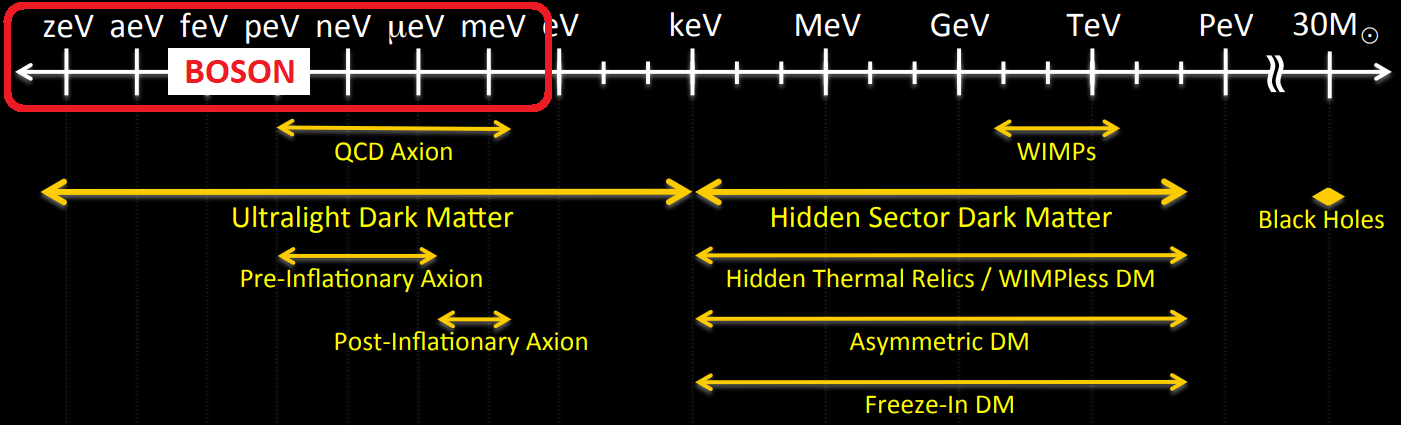 zeV aeV feV peV neV μeV meV eV keV MeV GeV TeV PeV 30M☉
BOSON
QCD Axion WIMPs
Ultralight Dark Matter Hidden Sector Dark Matter Black Holes
Pre-Inflationary Axion Hidden Thermal Relics / WIMPless DM
Post-Inflationary Axion Asymmetric DM
Freeze-In DM